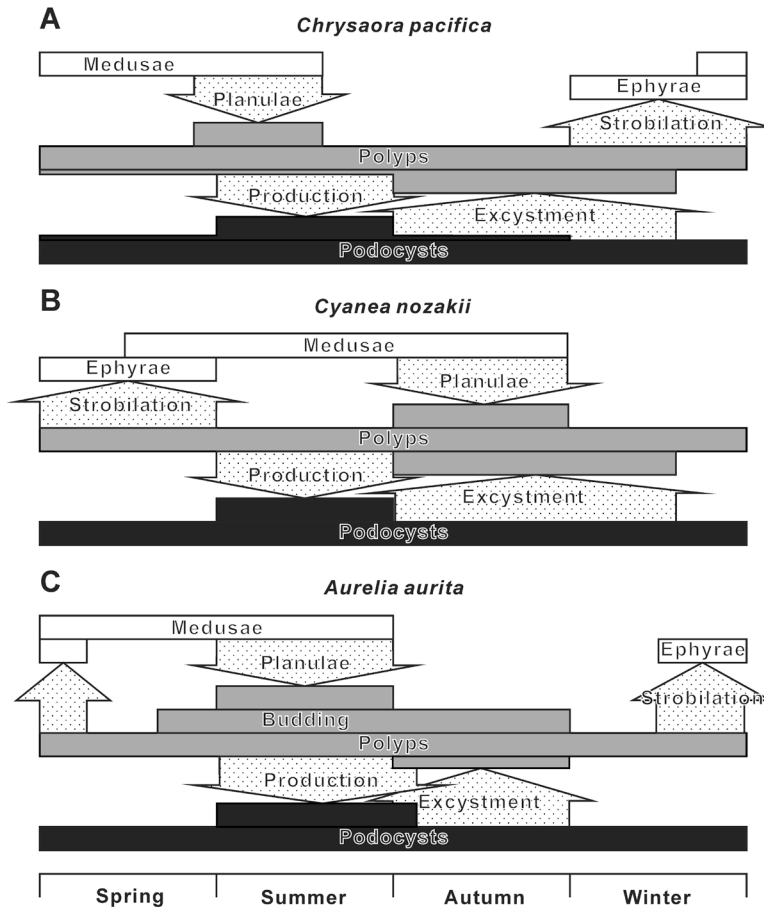 A
Chrysaora pacifica
Medusae
Planulae
Ephyrae
Strobilation
Polyps
Production
Excystment
Podocysts
B
Cyanea nozakii
Medusae
Ephyrae
Planulae
Strobilation
Polyps
Production
Excystment
Podocysts
C
Aurelia aurita
Medusae
Ephyrae
Planulae
Strobilation
Budding
Polyps
Production
Excystment
Podocysts
Spring Summer Autumn Winter